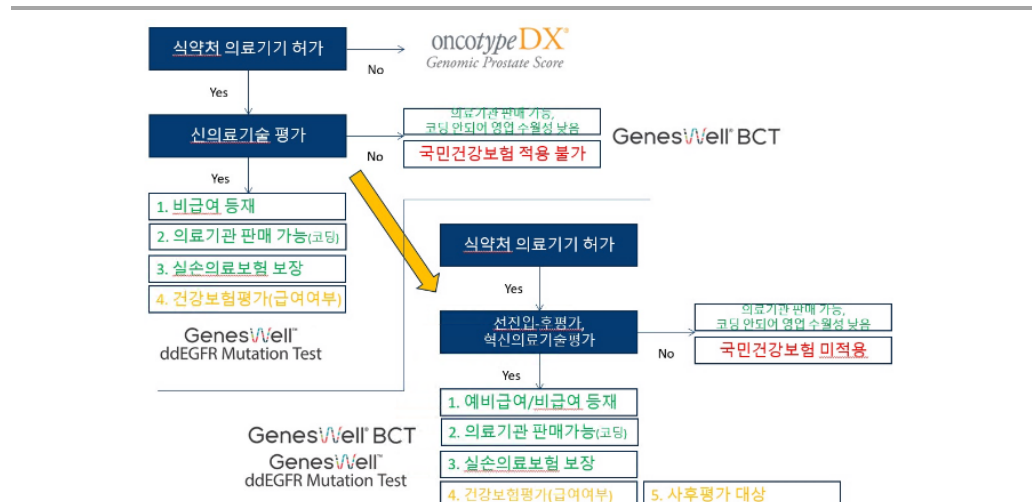 식약처 의료기기 허가
No
oncotype DX®
Genomic Prostate Score
Yes
신의료기술 평가
No
의료기관 판매 가능,
코딩 안되어 영업 수월성 낮음
국민건강보험 적용 불가
GenesWell® BCT
Yes
1. 비급여 등재
2. 의료기관 판매 가능(코딩)
3. 실손의료보험 보장
4. 건강보험평가(급여여부)
GenesWell™
ddEGFR Mutation Test
식약처 의료기기 허가
Yes
선진입-후평가,
혁신의료기술평가
No
의료기관 판매 가능,
코딩 안되어 영업 수월성 낮음
국민건강보험 미적용
Yes
1. 예비급여/비급여 등재
2. 의료기관 판매가능(코딩)
3. 실손의료보험 보장
4. 건강보험평가(급여여부)
5. 사후평가 대상
GenesWell® BCT
GenesWell™
ddEGFR Mutation Test